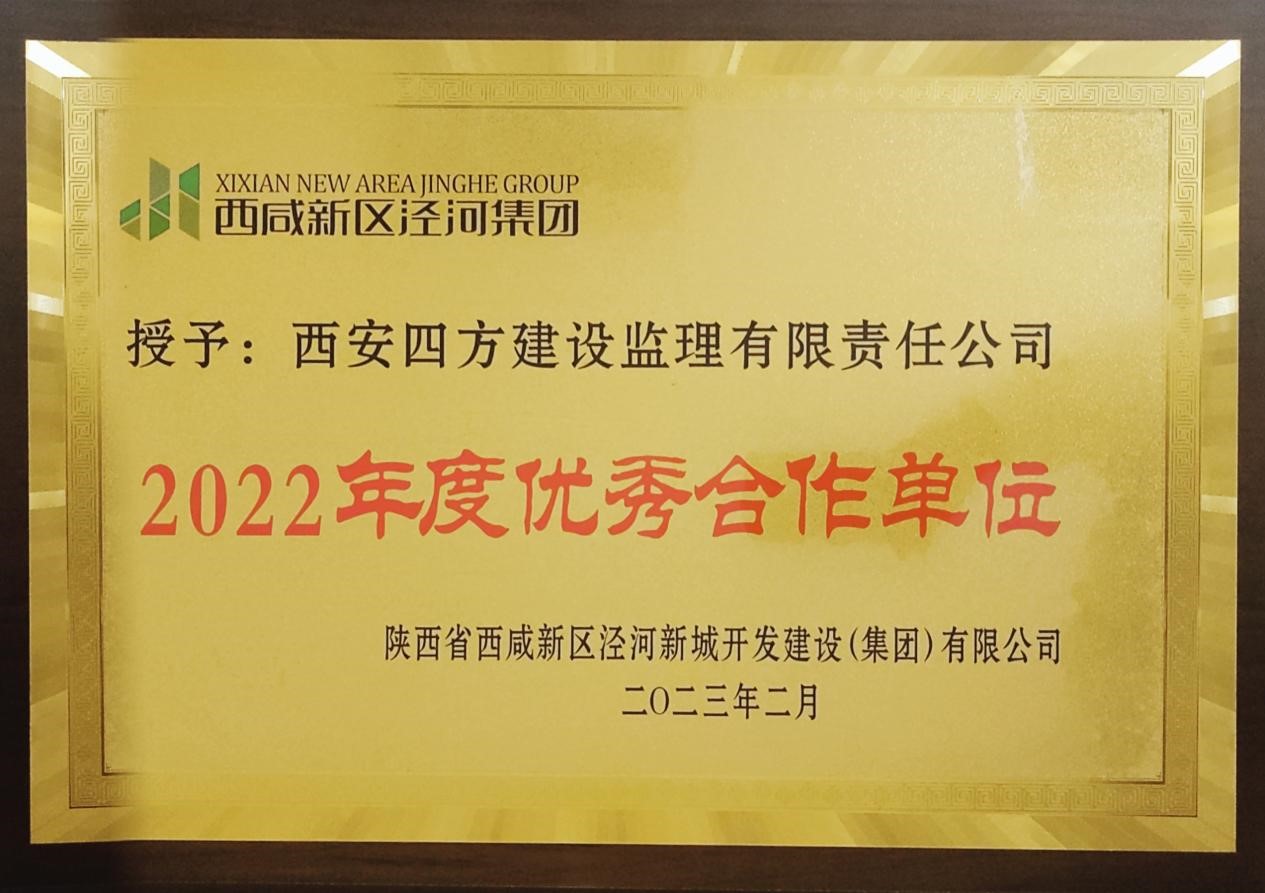 XIXIAN NEW AREA JINGHE GROUP
西咸新区泾河集团
授予：西安四方建设监理有限责任公司
2022年度优秀合作单位
陕西省西咸新区泾河新城开发建设(集团)有限公司
二〇二三年二月